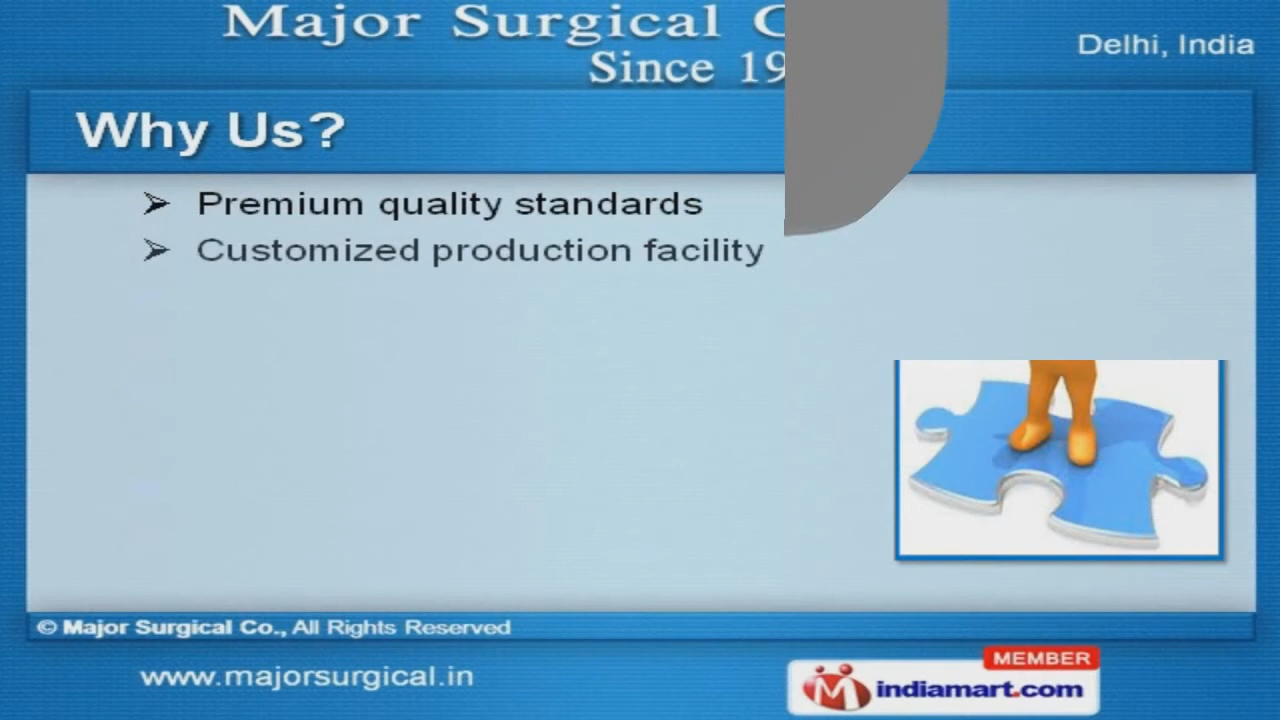 Major Surgical C
Since 19
Delhi, India
Why Us?
➢ Premium quality standards
➢ Customized production facility
© Major Surgical Co., All Rights Reserved
www.majorsurgical.in
MEMBER
indiamart.com